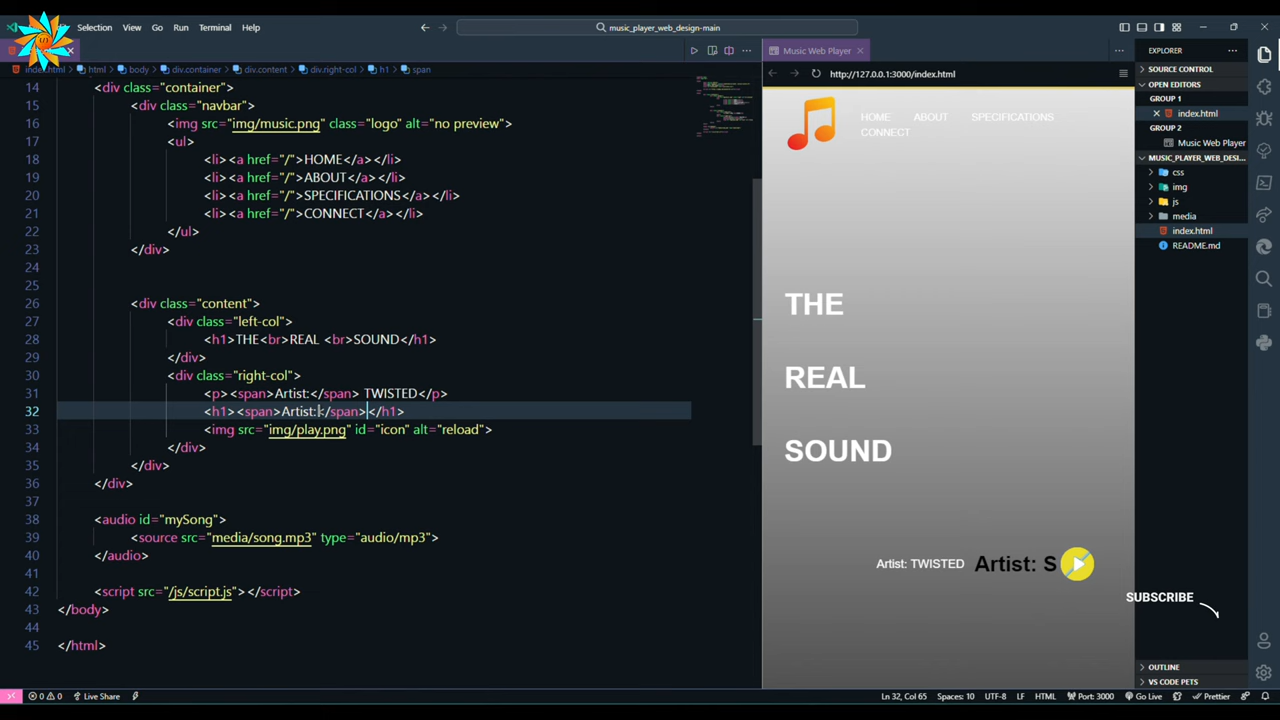 Selection View Go Run Terminal Help
music_player_web_design-main
Music Web Player
EXPLORER
index.html > html > body > div.container > div.content > div.right-col > h1 > span
http://127.0.0.1:3000/index.html
SOURCE CONTROL
OPEN EDITORS
GROUP 1
index.html
GROUP 2
Music Web Player
MUSIC_PLAYER_WEB_DESI...
css
img
js
media
index.html
README.md
14 <div class="container">
15 <div class="navbar">
16 <img src="img/music.png" class="logo" alt="no preview">
17 <ul>
18 <li><a href="/">HOME</a></li>
19 <li><a href="/">ABOUT</a></li>
20 <li><a href="/">SPECIFICATIONS</a></li>
21 <li><a href="/">CONNECT</a></li>
22 </ul>
23 </div>
24
25
26 <div class="content">
27 <div class="left-col">
28 <h1>THE<br>REAL <br>SOUND</h1>
29 </div>
30 <div class="right-col">
31 <p><span>Artist:</span> TWISTED</p>
32 <h1><span>Artist:</span></h1>
33 <img src="img/play.png" id="icon" alt="reload">
34 </div>
35 </div>
36 </div>
37
38 <audio id="mySong">
39 <source src="media/song.mp3" type="audio/mp3">
40 </audio>
41
42 <script src="/js/script.js"></script>
43 </body>
44
45 </html>
HOME ABOUT SPECIFICATIONS
CONNECT
THE
REAL
SOUND
Artist: TWISTED Artist: S
SUBSCRIBE
OUTLINE
VS CODE PETS
0 0 Live Share
Ln 32, Col 65 Spaces: 10 UTF-8 LF HTML Port: 3000 Go Live Prettier